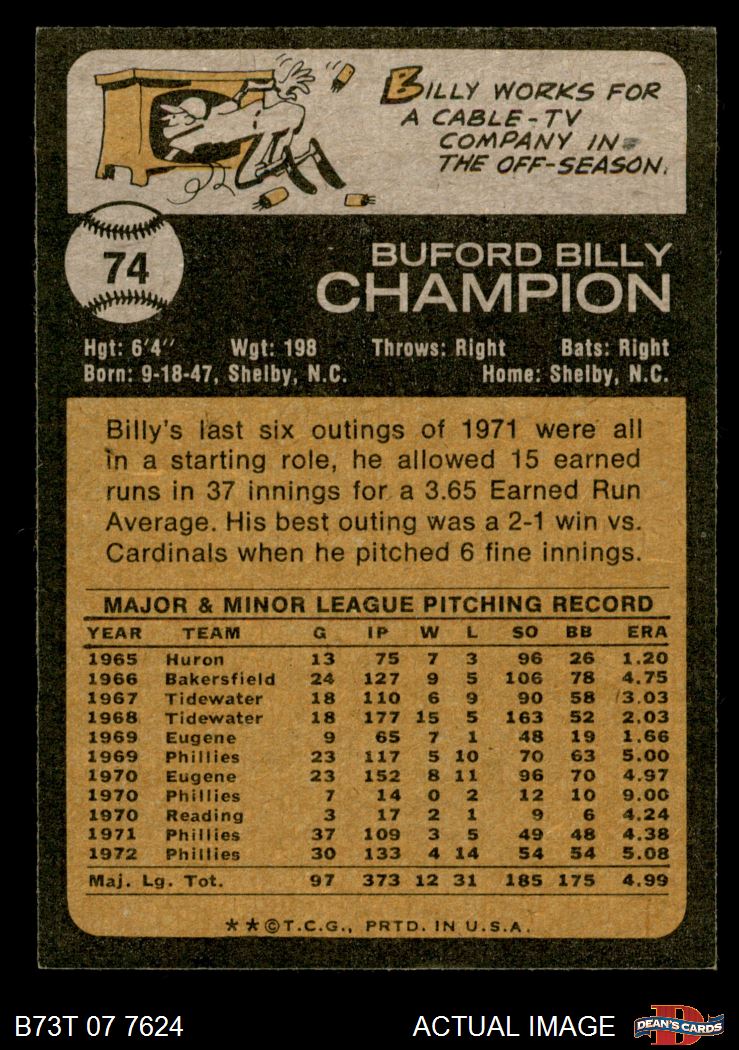 BILLY WORKS FOR
A CABLE-TV
COMPANY IN
THE OFF-SEASON.
74
BUFORD BILLY
CHAMPION
Hgt: 6'4" Wgt: 198 Throws: Right Bats: Right
Born: 9-18-47, Shelby, N.C. Home: Shelby, N.C.
Billy's last six outings of 1971 were all
in a starting role, he allowed 15 earned
runs in 37 innings for a 3.65 Earned Run
Average. His best outing was a 2-1 win vs.
Cardinals when he pitched 6 fine innings.
MAJOR & MINOR LEAGUE PITCHING RECORD
YEAR TEAM G IP W L SO BB ERA
1965 Huron 13 75 7 3 96 26 1.20
1966 Bakersfield 24 127 9 5 106 78 4.75
1967 Tidewater 18 110 6 9 90 58 3.03
1968 Tidewater 18 177 15 5 163 52 2.03
1969 Eugene 9 65 7 1 48 19 1.66
1969 Phillies 23 117 5 10 70 63 5.00
1970 Eugene 23 152 8 11 96 70 4.97
1970 Phillies 7 14 0 2 12 10 9.00
1970 Reading 3 17 2 1 9 6 4.24
1971 Phillies 37 109 3 5 49 48 4.38
1972 Phillies 30 133 4 14 54 54 5.08
Maj. Lg. Tot. 97 373 12 31 185 175 4.99
**©T.C.G., PRTD. IN U.S.A.
B73T 07 7624 ACTUAL IMAGE D DEAN'S CARDS